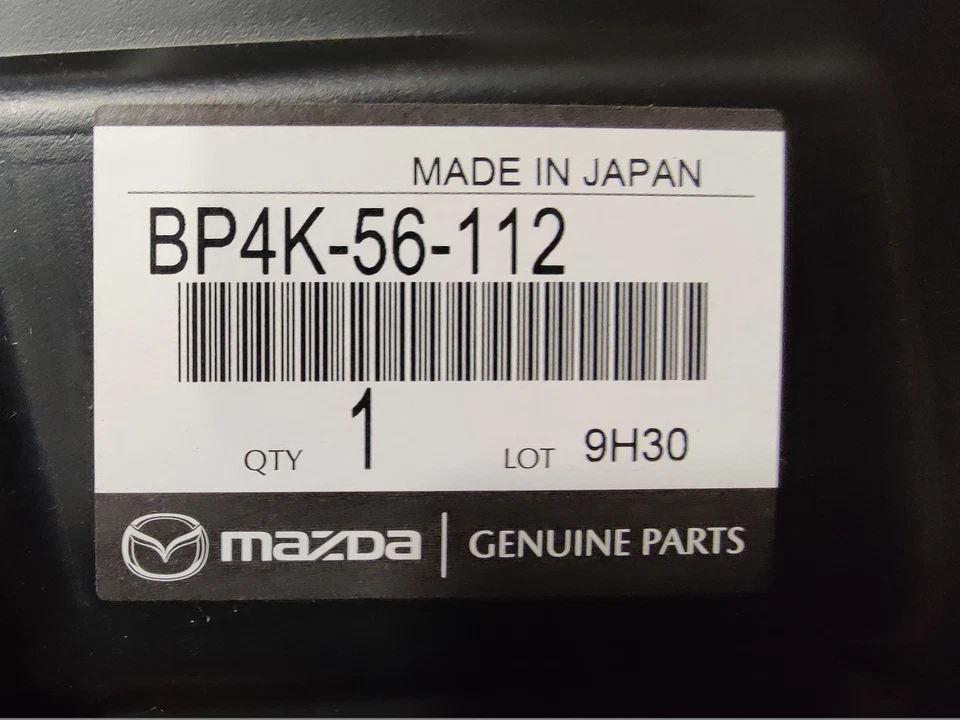 MADE IN JAPAN
BP4K-56-112
QTY 1 LOT 9H30
mazda GENUINE PARTS